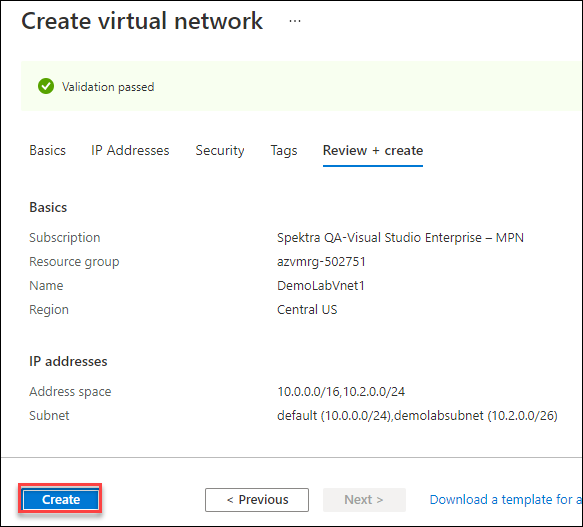 Create virtual network ...
Validation passed
Basics IP Addresses Security Tags Review + create
Basics
Subscription Spektra QA-Visual Studio Enterprise – MPN
Resource group azvmrg-502751
Name DemoLabVnet1
Region Central US
IP addresses
Address space 10.0.0.0/16,10.2.0.0/24
Subnet default (10.0.0.0/24),demolabsubnet (10.2.0.0/26)
Create < Previous Next > Download a template for a